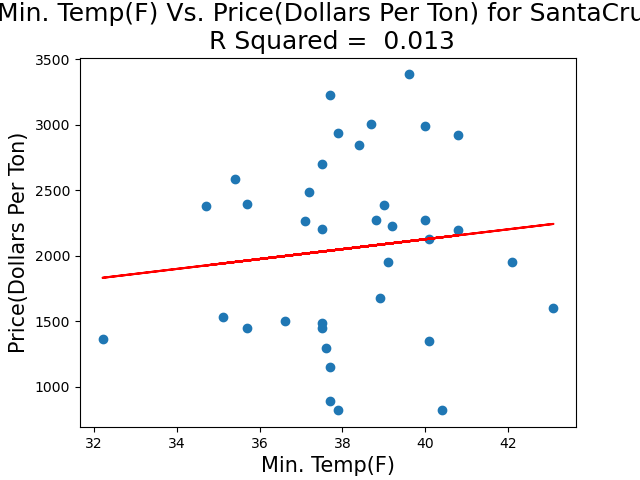 Min. Temp(F) Vs. Price(Dollars Per Ton) for SantaCru
R Squared =  0.013
3500
3000
2500
2000
1500
1000
Price(Dollars Per Ton)
32 34 36 38 40 42
Min. Temp(F)